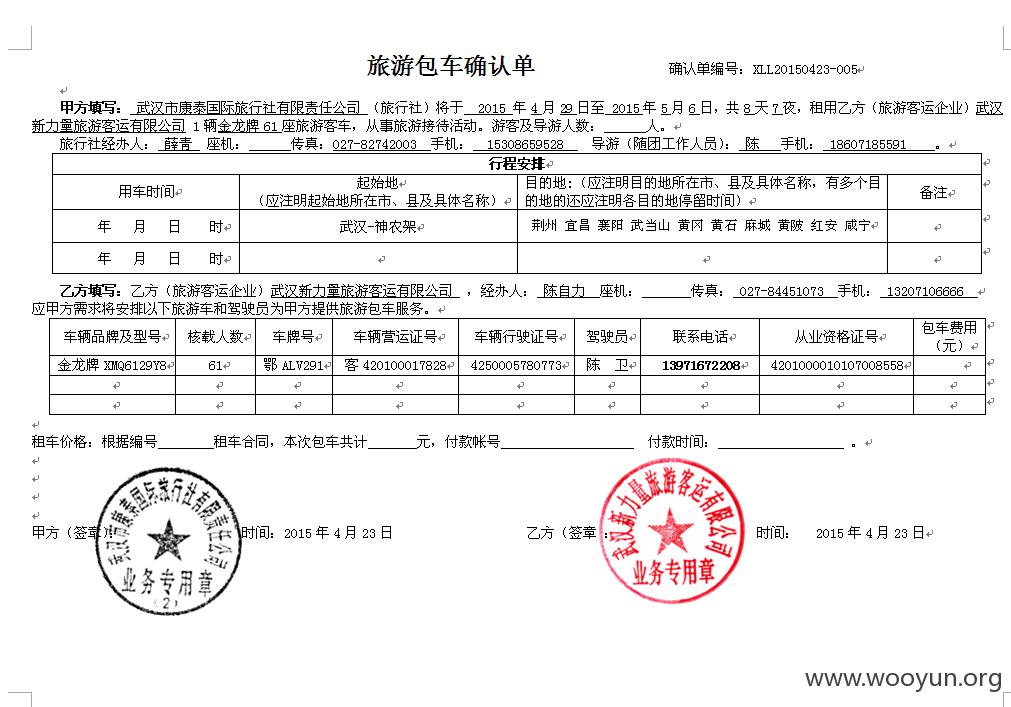 旅游包车确认单 确认单编号：XLL20150423-005
甲方填写： 武汉市康泰国际旅行社有限责任公司 （旅行社）将于 2015 年 4 月 29 日至 2015 年 5 月 6 日，共 8 天 7 夜，租用乙方（旅游客运企业）武汉
新力量旅游客运有限公司 1 辆金龙牌 61 座旅游客车，从事旅游接待活动。游客及导游人数：______人。
旅行社经办人： 薛青 座机：______传真：027-82742003 手机： 15308659528 导游（随团工作人员）： 陈 手机： 18607185591 。
行程安排
用车时间 起始地（应注明起始地所在市、县及具体名称） 目的地：（应注明目的地所在市、县及具体名称，有多个目的地的还应注明各目的地停留时间） 备注
年 月 日 时 武汉-神农架 荆州 宜昌 襄阳 武当山 黄冈 黄石 麻城 黄陂 红安 咸宁
年 月 日 时
乙方填写：乙方（旅游客运企业）武汉新力量旅游客运有限公司 ，经办人： 陈自力 座机：______传真： 027-84451073 手机： 13207106666
应甲方需求将安排以下旅游车和驾驶员为甲方提供旅游包车服务。
车辆品牌及型号 核载人数 车牌号 车辆营运证号 车辆行驶证号 驾驶员 联系电话 从业资格证号 包车费用（元）
金龙牌 XMQ6129Y8 61 鄂 ALV291 客 420100017828 4250005780773 陈 卫 13971672208 4201000010107008558
租车价格：根据编号_______租车合同，本次包车共计______元，付款帐号_________________ 付款时间：________________ 。
甲方（签章）： 时间：2015 年 4 月 23 日 乙方（签章 ： 时间： 2015 年 4 月 23 日
武汉市康泰国际旅行社有限责任公司
业务专用章
（2）
武汉新力量旅游客运有限公司
业务专用章
www.wooyun.org